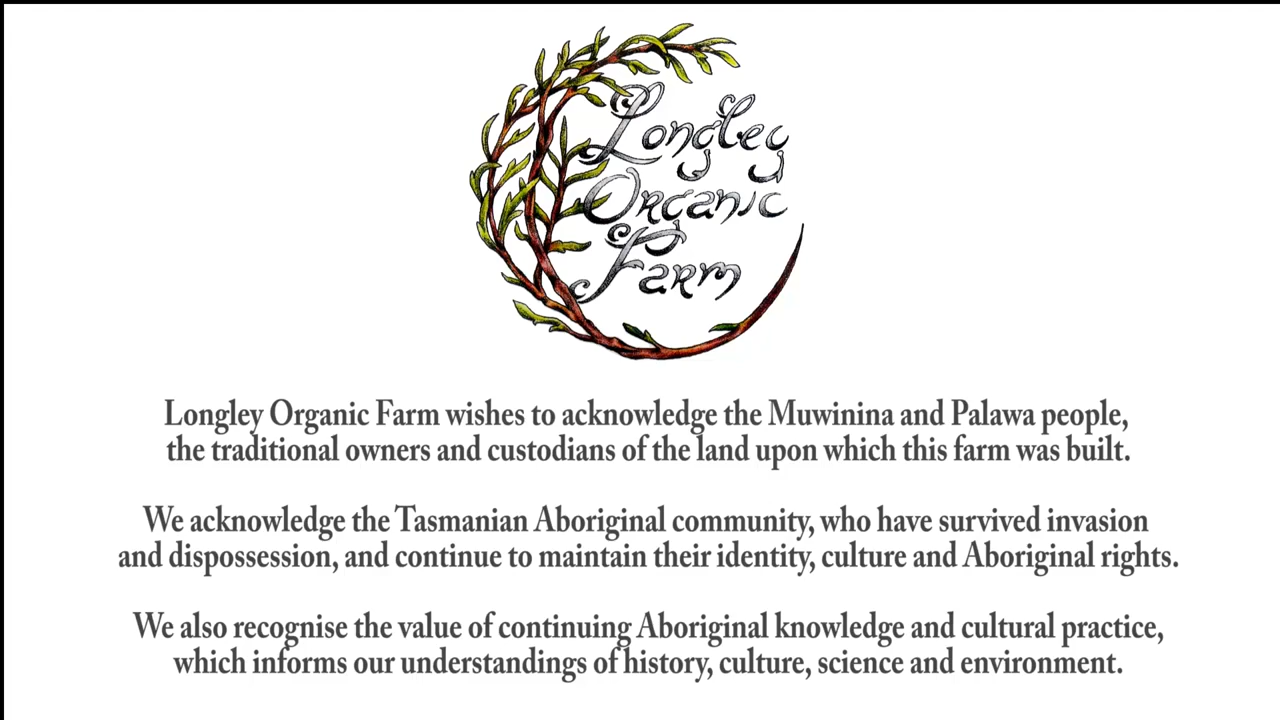 Longley
Organic
Farm
Longley Organic Farm wishes to acknowledge the Muwinina and Palawa people,
the traditional owners and custodians of the land upon which this farm was built.
We acknowledge the Tasmanian Aboriginal community, who have survived invasion
and dispossession, and continue to maintain their identity, culture and Aboriginal rights.
We also recognise the value of continuing Aboriginal knowledge and cultural practice,
which informs our understandings of history, culture, science and environment.